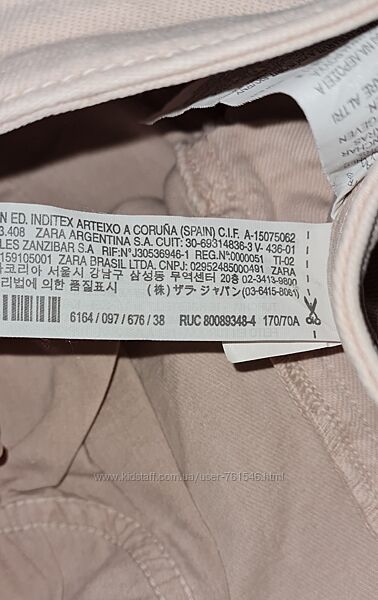 N ED. INDITEX ARTEIXO A CORUÑA (SPAIN) C.I.F. A-15075062
3.408 ZARA ARGENTINA S.A. CUIT: 30-69314836-3 V- 436-01
LES ZANZIBAR S.A RIF:Nº J30536946-1 REG.Nº:0000051 TI-02
159105001 ZARA BRASIL LTDA. CNPJ: 02952485000491 ZARA
라코리아 서울시 강남구 삼성동 무역센터 20층 02-3413-9800
리법에 의한 품질표시 (株) ザラ・ジャパン (03-6415-8061)
6164 / 097 / 676 / 38 RUC 80089348-4 170/70A
www.kidstaff.com.ua/user-761546.html